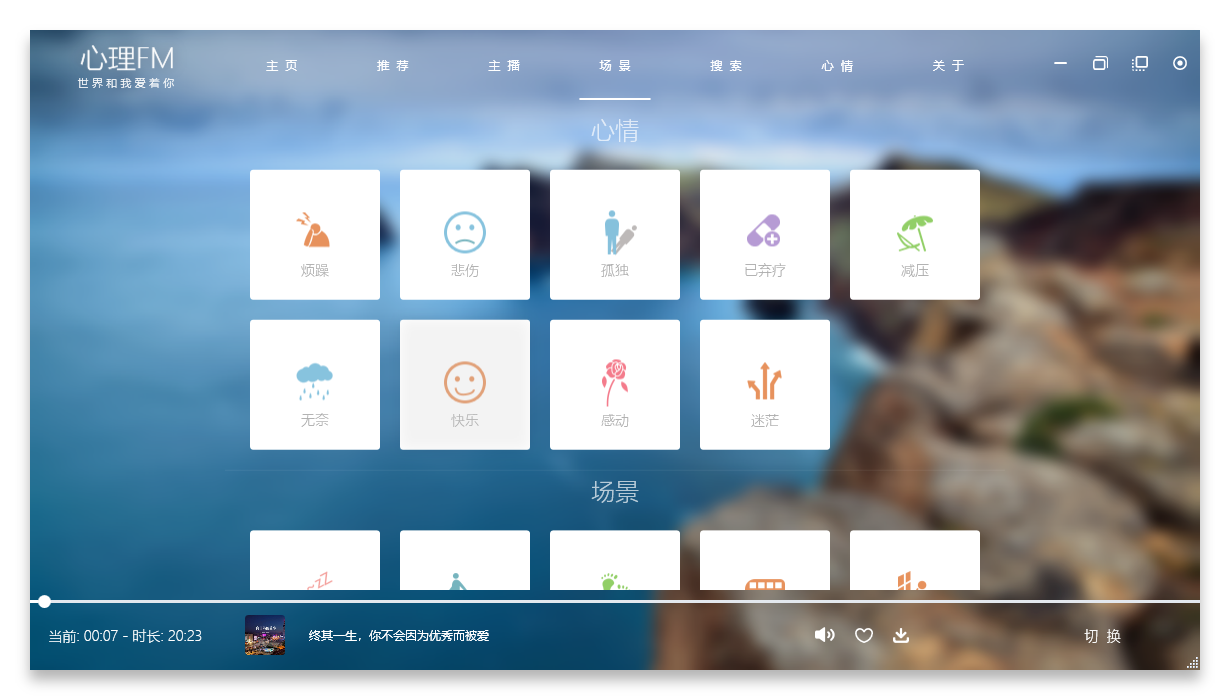 心理FM
世界和我爱着你
主页 推荐 主播 场景 搜索 心情 关于
心情
烦躁 悲伤 孤独 已弃疗 减压
无奈 快乐 感动 迷茫
场景
当前: 00:07 - 时长: 20:23
终其一生，你不会因为优秀而被爱
切换